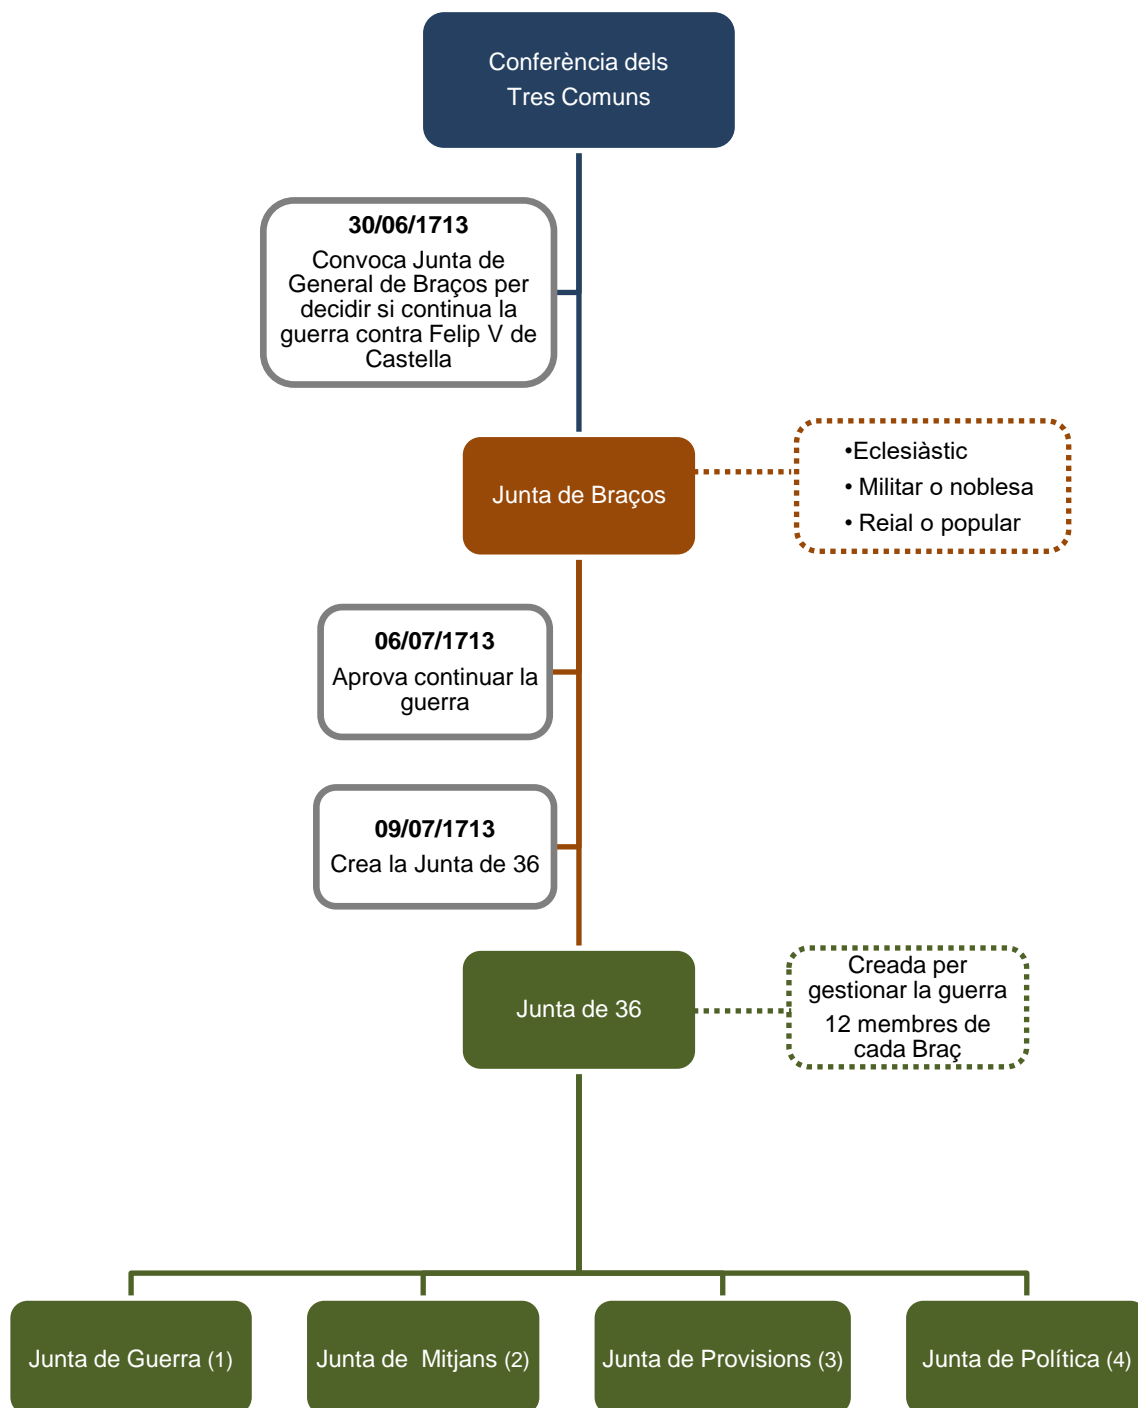 Conferència dels
Tres Comuns
30/06/1713
Convoca Junta de
General de Braços per
decidir si continua la
guerra contra Felip V de
Castella
Junta de Braços
•Eclesiàstic
• Militar o noblesa
• Reial o popular
06/07/1713
Aprova continuar la
guerra
09/07/1713
Crea la Junta de 36
Junta de 36
Creada per
gestionar la guerra
12 membres de
cada Braç
Junta de Guerra (1)
Junta de Mitjans (2)
Junta de Provisions (3)
Junta de Política (4)